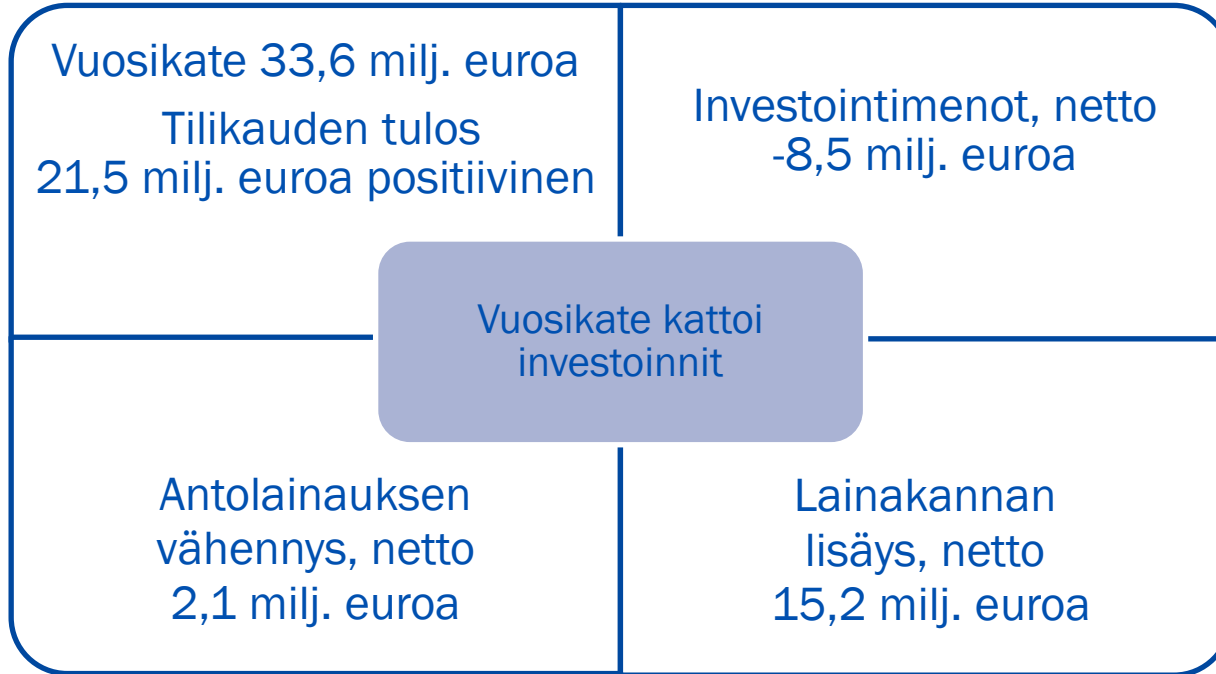 Vuosikate 33,6 milj. euroa
Tilikauden tulos
21,5 milj. euroa positiivinen
Investointimenot, netto
-8,5 milj. euroa
Vuosikate kattoi
investoinnit
Antolainauksen
vähennys, netto
2,1 milj. euroa
Lainakannan
lisäys, netto
15,2 milj. euroa